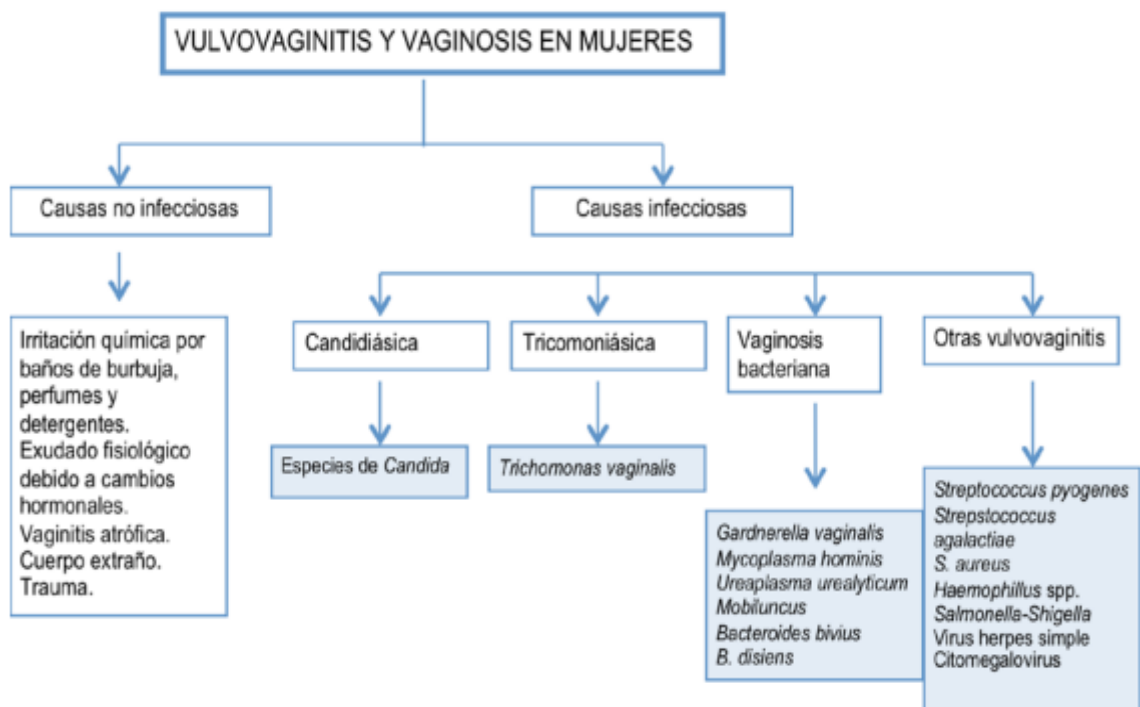 VULVOVAGINITIS Y VAGINOSIS EN MUJERES
Causas no infecciosas
Causas infecciosas
Irritación química por
baños de burbuja,
perfumes y
detergentes.
Exudado fisiológico
debido a cambios
hormonales.
Vaginitis atrófica.
Cuerpo extraño.
Trauma.
Candidiásica
Tricomoniásica
Vaginosis
bacteriana
Otras vulvovaginitis
Especies de Candida
Trichomonas vaginalis
Gardnerella vaginalis
Mycoplasma hominis
Ureaplasma urealyticum
Mobiluncus
Bacteroides bivius
B. disiens
Streptococcus pyogenes
Strepstococcus
agalactiae
S. aureus
Haemophillus spp.
Salmonella-Shigella
Virus herpes simple
Citomegalovirus